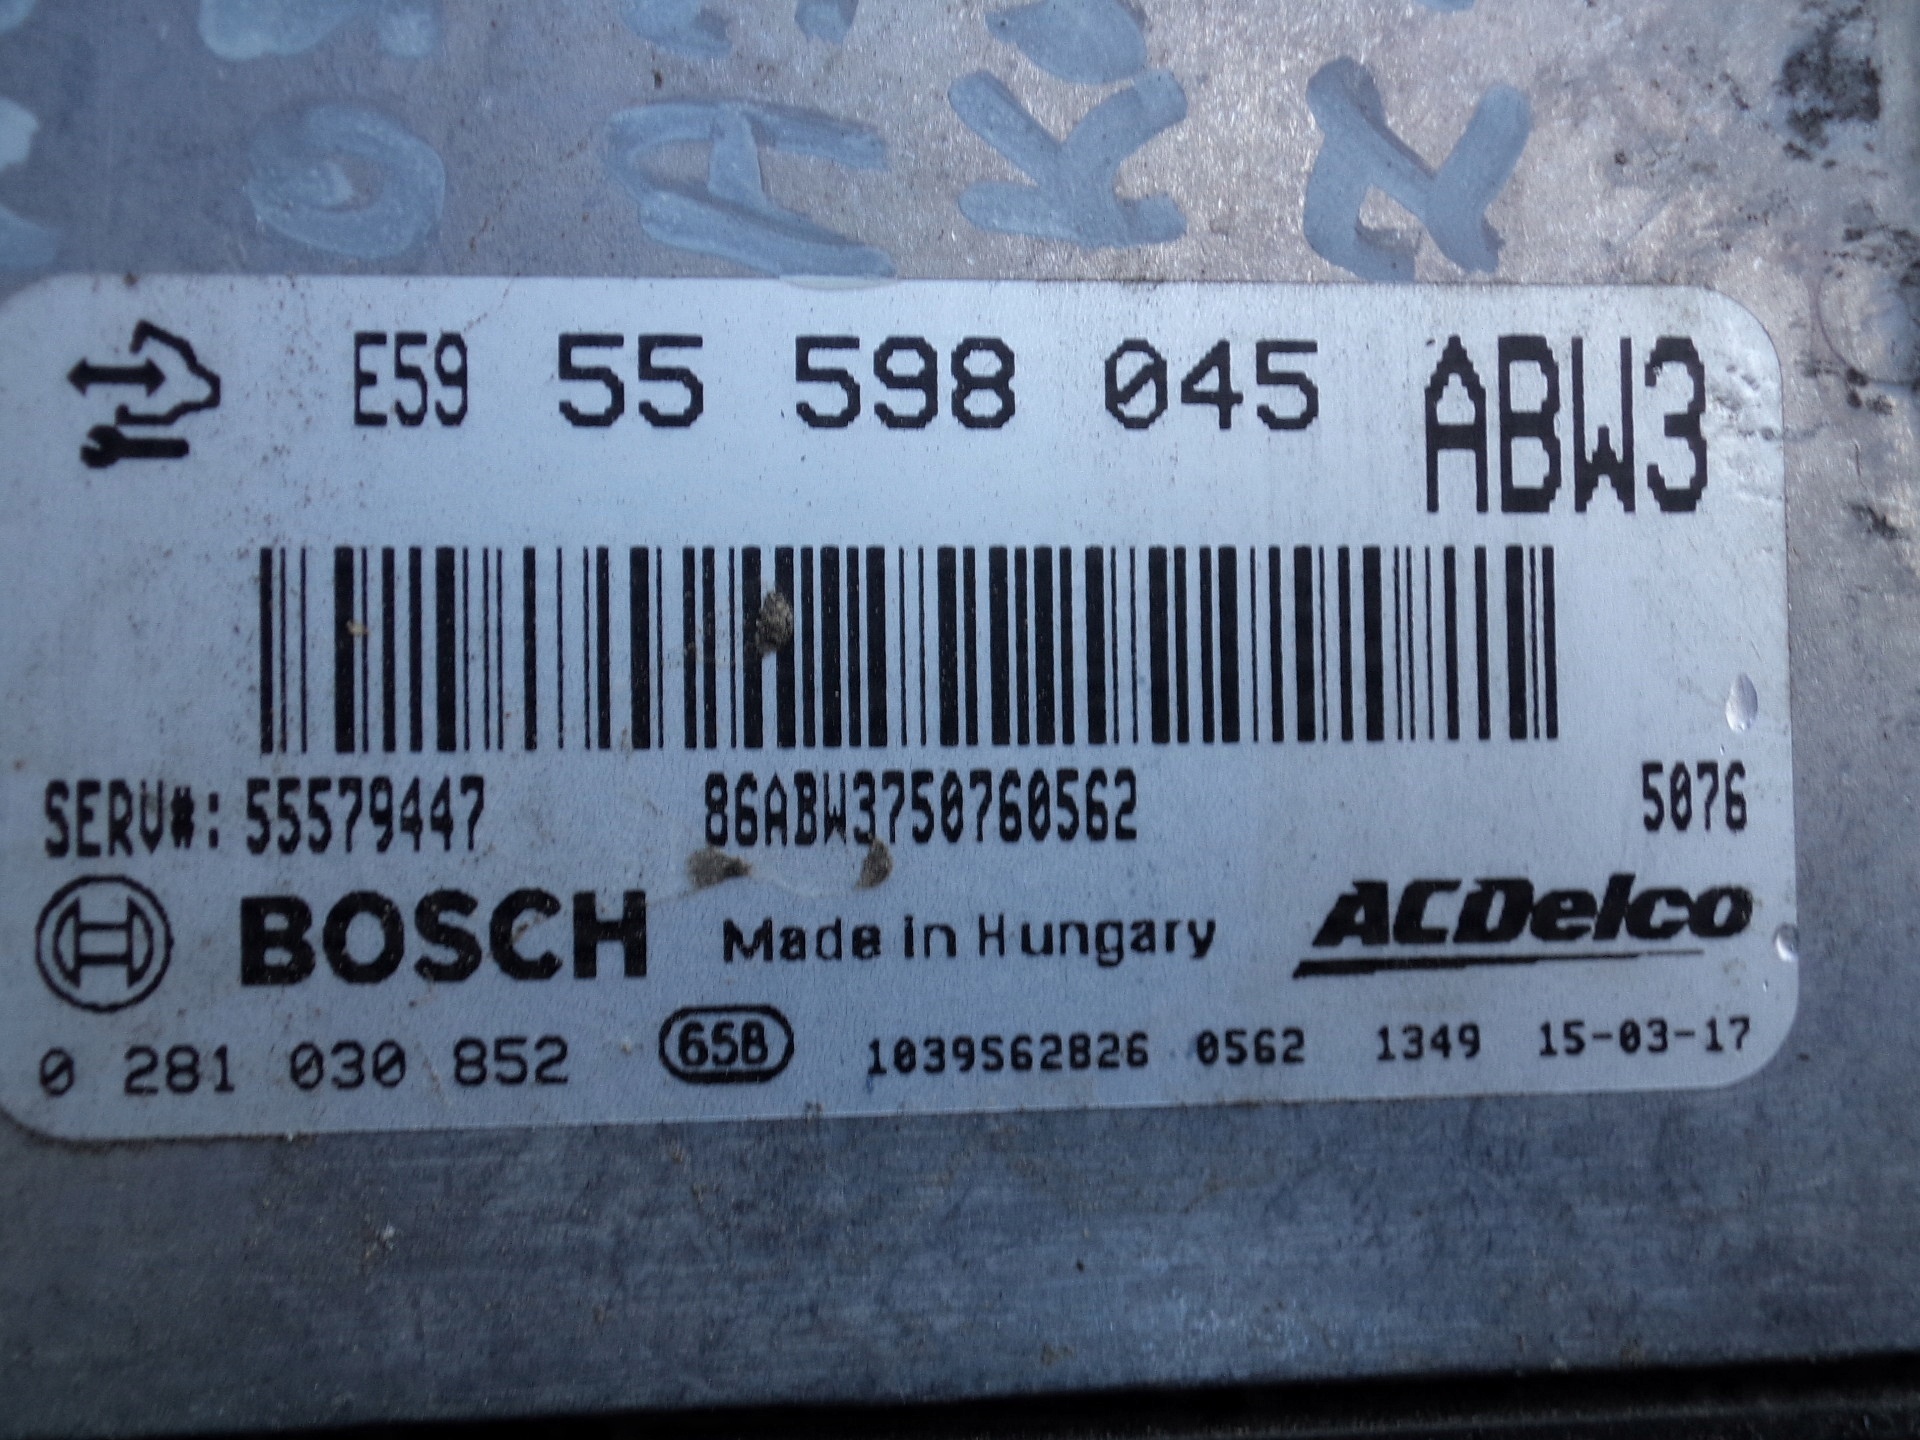 E59 55 598 045 ABW3
SERV#: 55579447 86ABW3750760562 5076
BOSCH Made in Hungary ACDelco
0 281 030 852 65B 1039S62826 0562 1349 15-03-17